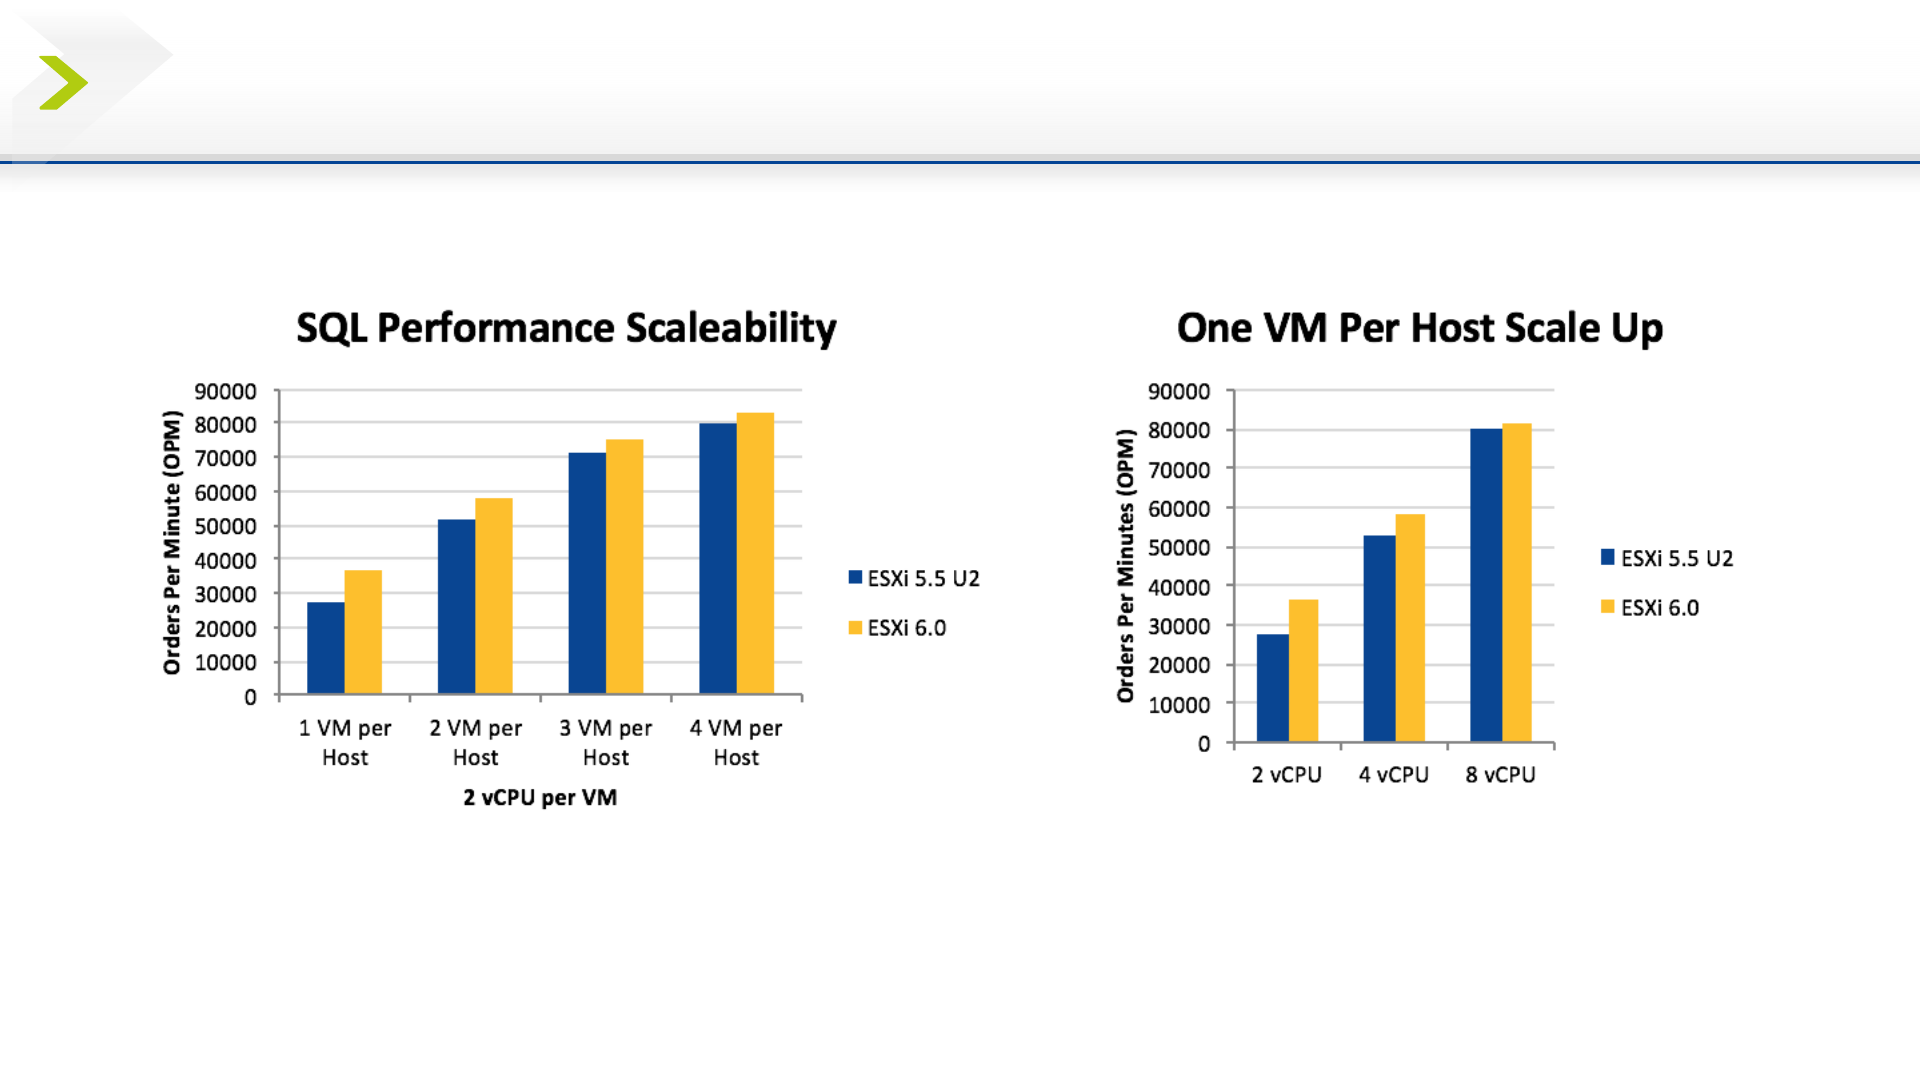 SQL Performance Scaleability
Orders Per Minute (OPM)
90000
80000
70000
60000
50000
40000
30000
20000
10000
0
1 VM per
Host
2 VM per
Host
3 VM per
Host
4 VM per
Host
2 vCPU per VM
ESXi 5.5 U2
ESXi 6.0
One VM Per Host Scale Up
Orders Per Minutes (OPM)
90000
80000
70000
60000
50000
40000
30000
20000
10000
0
2 vCPU
4 vCPU
8 vCPU
ESXi 5.5 U2
ESXi 6.0